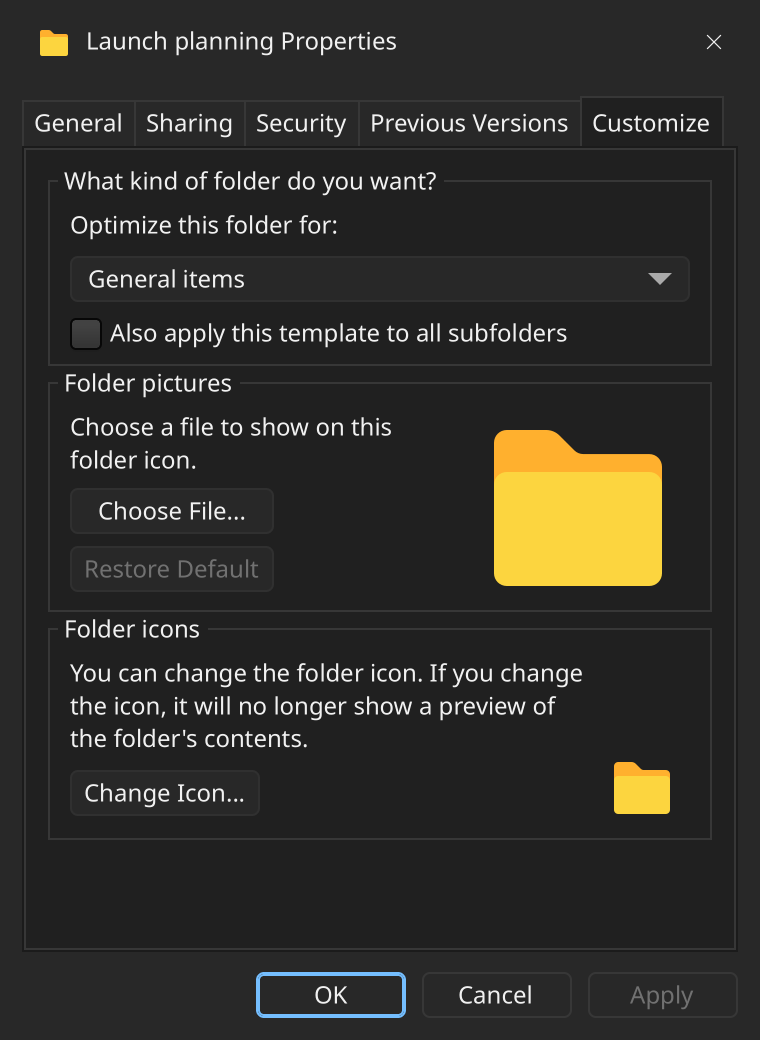 Launch planning Properties
General
Sharing
Security
Previous Versions
Customize
What kind of folder do you want?
Optimize this folder for:
General items
Also apply this template to all subfolders
Folder pictures
Choose a file to show on this
folder icon.
Choose File...
Restore Default
Folder icons
You can change the folder icon. If you change
the icon, it will no longer show a preview of
the folder's contents.
Change Icon...
OK
Cancel
Apply